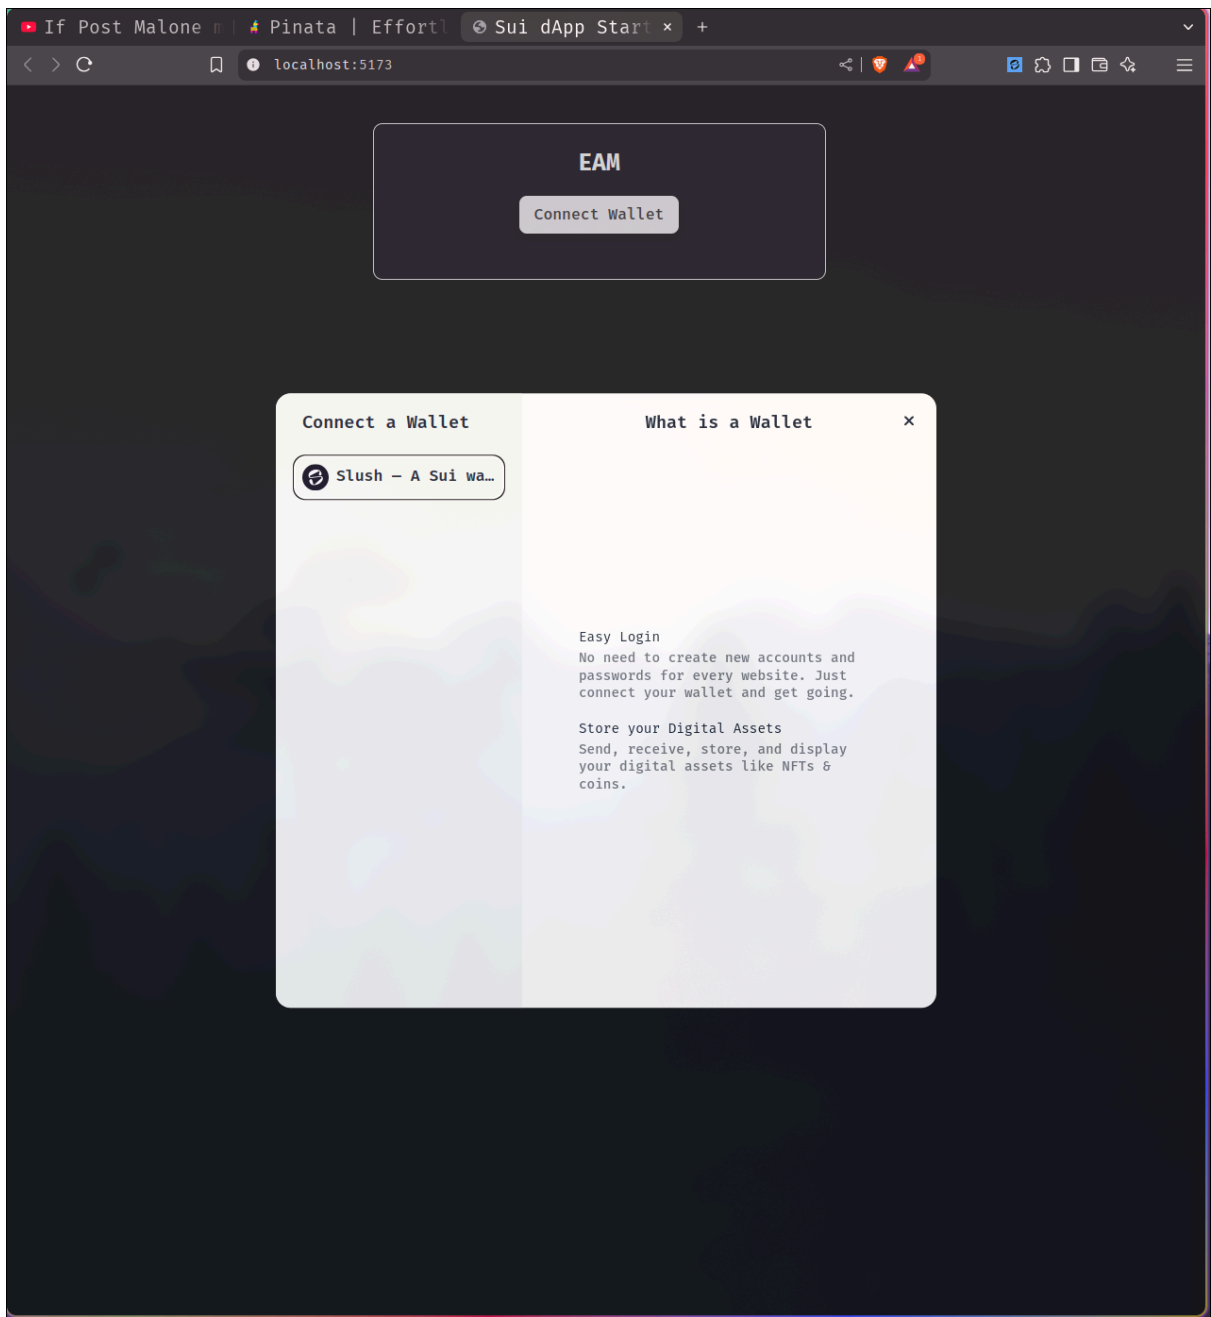 If Post Malone m
Pinata | Effortl
Sui dApp Start
localhost:5173
1
EAM
Connect Wallet
Connect a Wallet
What is a Wallet
Slush — A Sui wa…
Easy Login
No need to create new accounts and
passwords for every website. Just
connect your wallet and get going.
Store your Digital Assets
Send, receive, store, and display
your digital assets like NFTs &
coins.